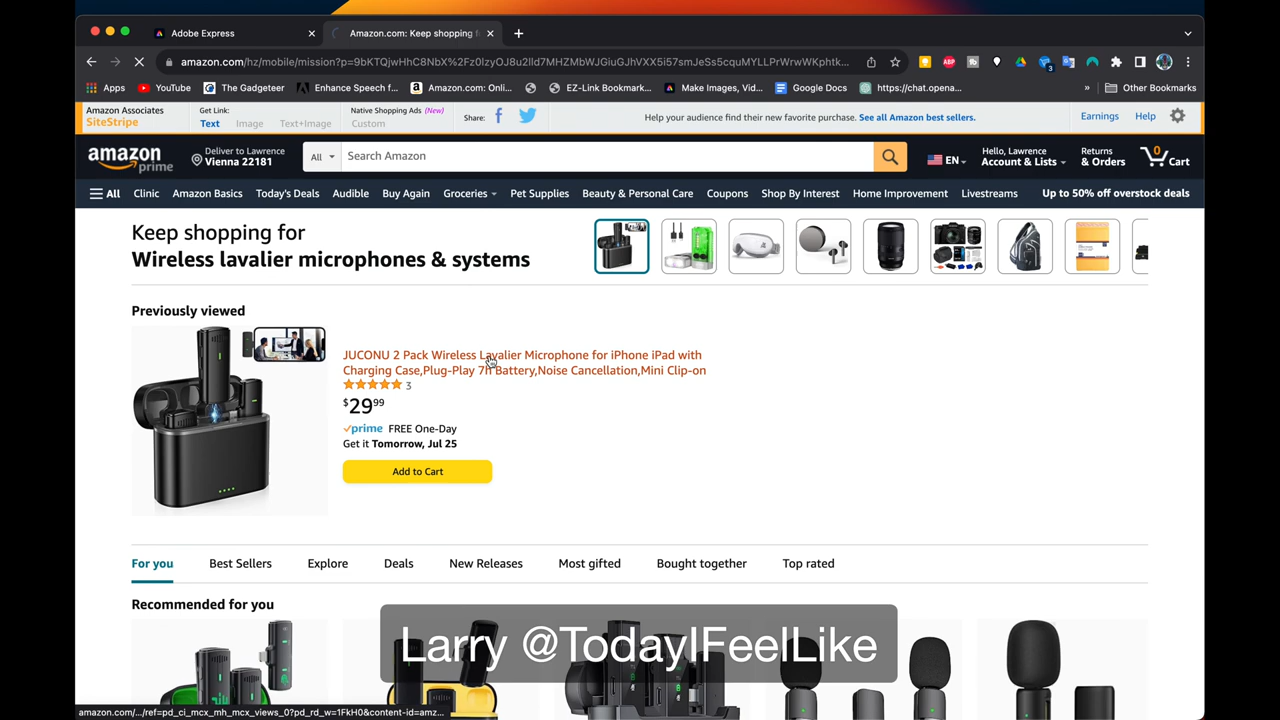 Adobe Express
Amazon.com: Keep shopping f
amazon.com/hz/mobile/mission?p=
Apps
YouTube
The Gadgeteer
Enhance Speech f...
Amazon.com: Onli...
EZ-Link Bookmark...
Make Images, Vid...
Google Docs
https://chat.opena...
»
Other Bookmarks
Amazon Associates
SiteStripe
Get Link:
Text
Image
Text+Image
Native Shopping Ads (New)
Custom
Share:
Help your audience find their new favorite purchase. See all Amazon best sellers.
Earnings
Help
amazon
prime
Deliver to Lawrence
Vienna 22181
All
Search Amazon
EN
Hello, Lawrence
Account & Lists
Returns
& Orders
0
Cart
All
Clinic
Amazon Basics
Today's Deals
Audible
Buy Again
Groceries
Pet Supplies
Beauty & Personal Care
Coupons
Shop By Interest
Home Improvement
Livestreams
Up to 50% off overstock deals
Keep shopping for
Wireless lavalier microphones & systems
Previously viewed
JUCONU 2 Pack Wireless Lavalier Microphone for iPhone iPad with
Charging Case,Plug-Play 7h Battery,Noise Cancellation,Mini Clip-on
3
$29 99
prime FREE One-Day
Get it Tomorrow, Jul 25
Add to Cart
For you
Best Sellers
Explore
Deals
New Releases
Most gifted
Bought together
Top rated
Recommended for you
Larry @TodayIFeelLike
amazon.com/.../ref=pd_ci_mcx_mh_mcx_views_0?pd_rd_w=1FkH0&content-id=amz...